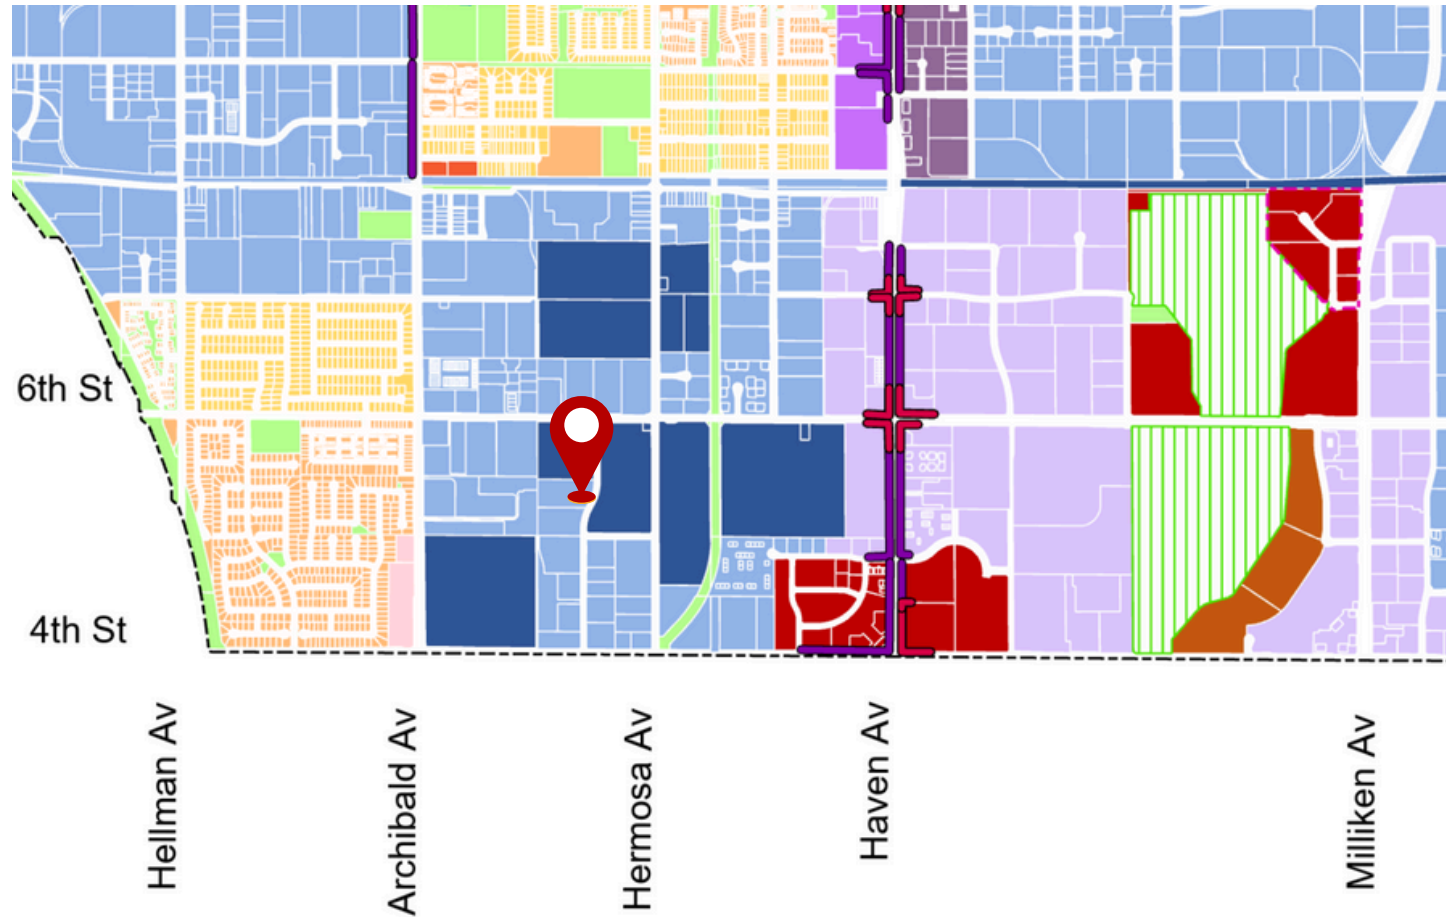 6th St
4th St
Hellman Av
Archibald Av
Hermosa Av
Haven Av
Milliken Av